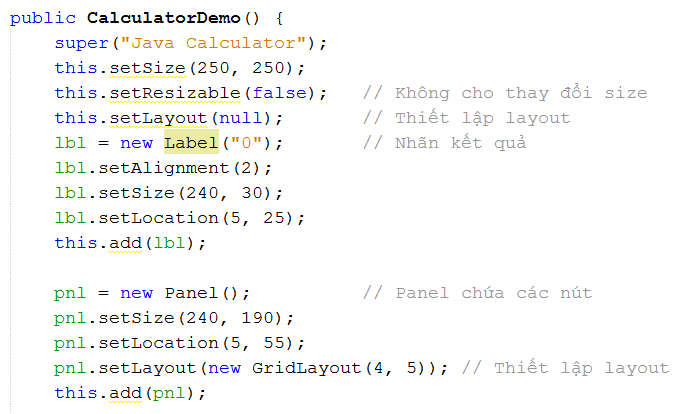 public CalculatorDemo() {
    super("Java Calculator");
    this.setSize(250, 250);
    this.setResizable(false);   // Không cho thay đổi size
    this.setLayout(null);       // Thiết lập layout
    lbl = new Label("0");       // Nhãn kết quả
    lbl.setAlignment(2);
    lbl.setSize(240, 30);
    lbl.setLocation(5, 25);
    this.add(lbl);

    pnl = new Panel();          // Panel chứa các nút
    pnl.setSize(240, 190);
    pnl.setLocation(5, 55);
    pnl.setLayout(new GridLayout(4, 5)); // Thiết lập layout
    this.add(pnl);